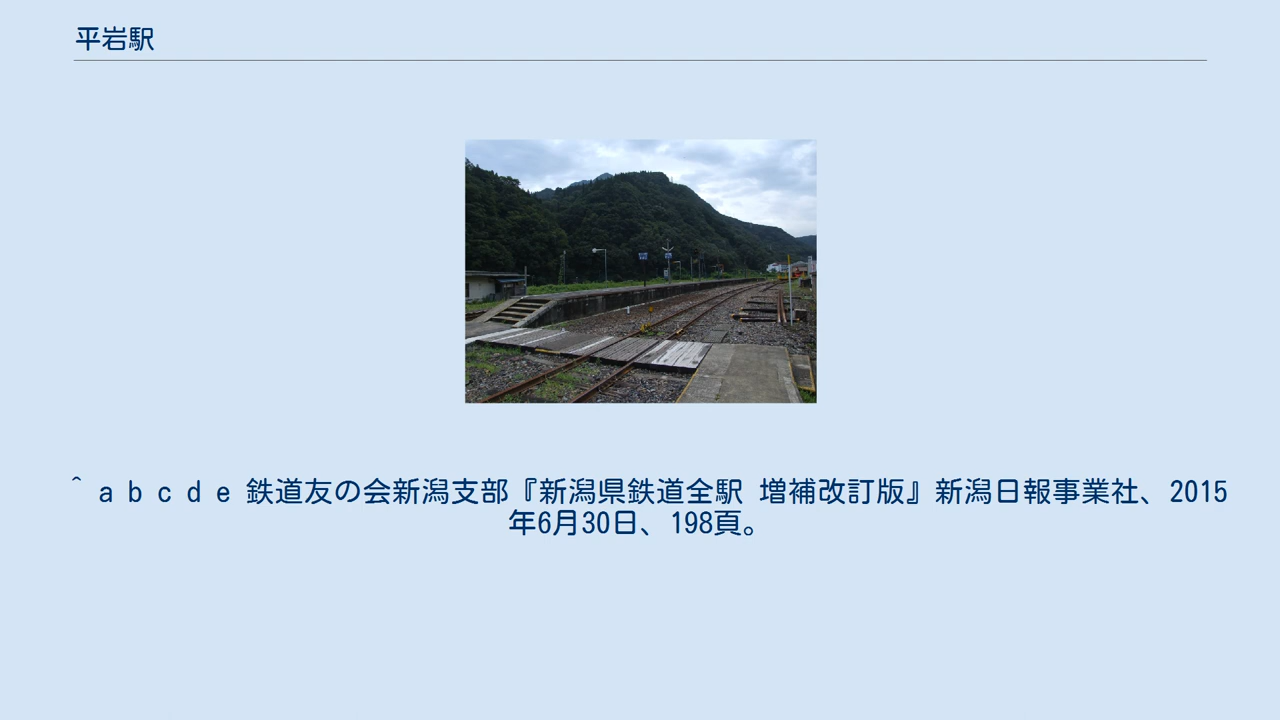 平岩駅
^ a b c d e 鉄道友の会新潟支部『新潟県鉄道全駅 増補改訂版』新潟日報事業社、2015
年6月30日、198頁。